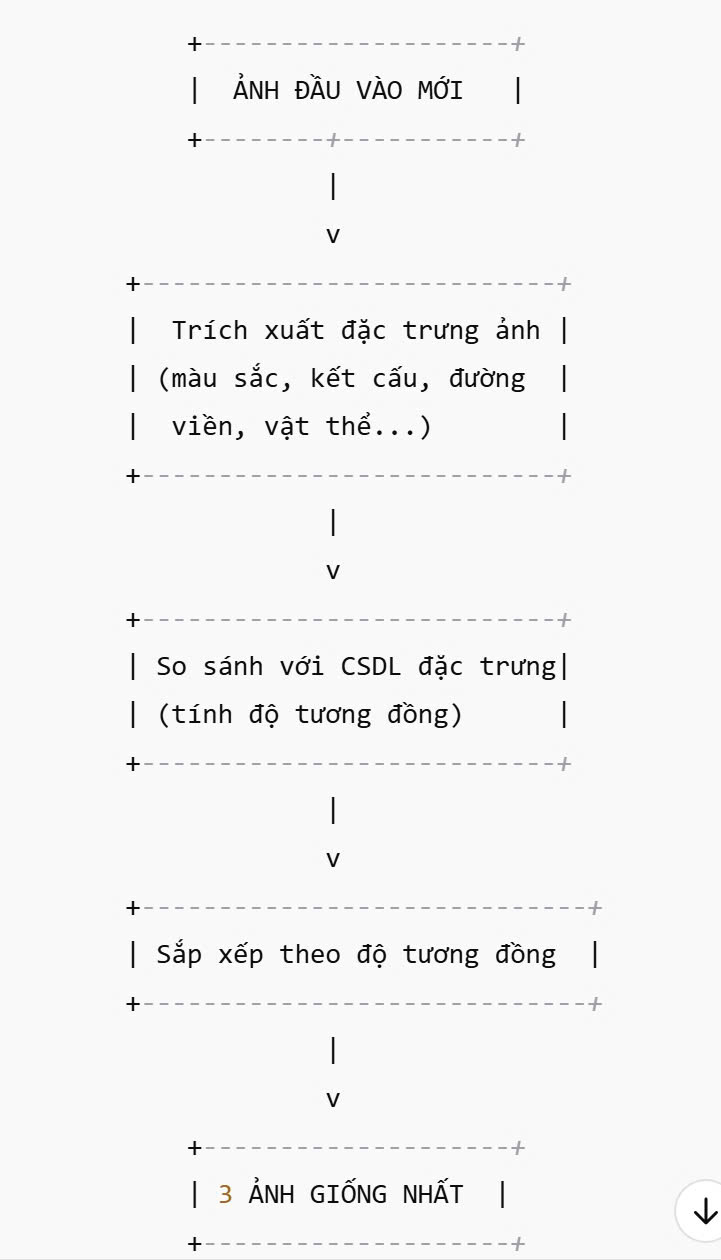 +--------------------+
|  ẢNH ĐẦU VÀO MỚI   |
+--------+-----------+
|
v
+---------------------------+
|  Trích xuất đặc trưng ảnh |
| (màu sắc, kết cấu, đường  |
|  viền, vật thể...)        |
+---------------------------+
|
v
+---------------------------+
| So sánh với CSDL đặc trưng|
| (tính độ tương đồng)      |
+---------------------------+
|
v
+-----------------------------+
| Sắp xếp theo độ tương đồng  |
+-----------------------------+
|
v
+--------------------+
| 3 ẢNH GIỐNG NHẤT  |
+--------------------+